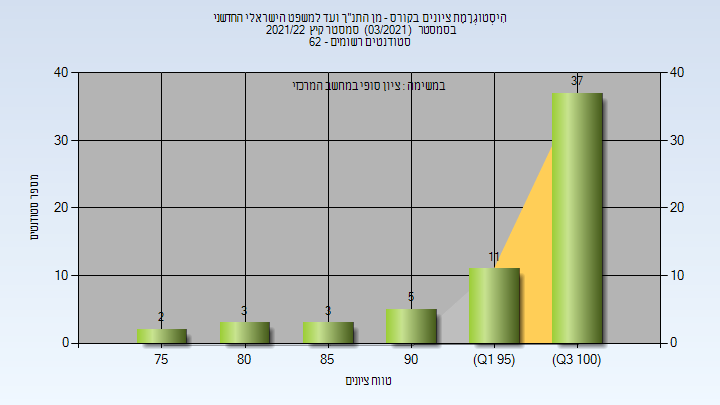 היסטוגרמת ציונים בקורס - מן התנ"ך ועד למשפט הישראלי החדשני
בסמסטר (03/2021) סמסטר קיץ 2021/22
סטודנטים רשומים - 62
במשימה : ציון סופי במחשב המרכזי
40
40
37
30
30
מספר סטודנטים
20
20
11
10
10
5
3
3
2
0
0
75
80
85
90
(Q1 95)
(Q3 100)
טווח ציונים